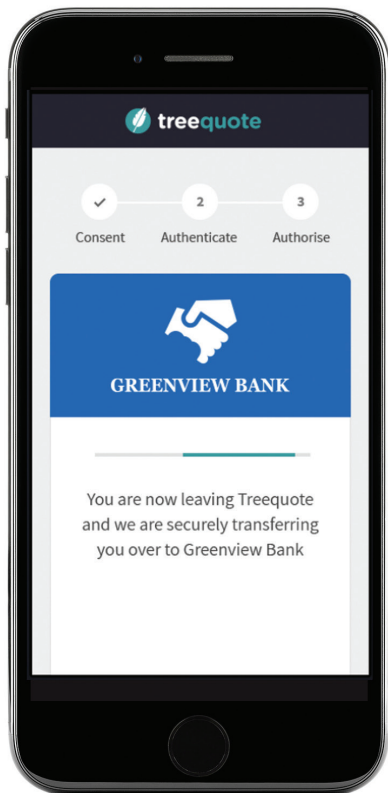 treequote
2 3
Consent Authenticate Authorise
GREENVIEW BANK
You are now leaving Treequote
and we are securely transferring
you over to Greenview Bank